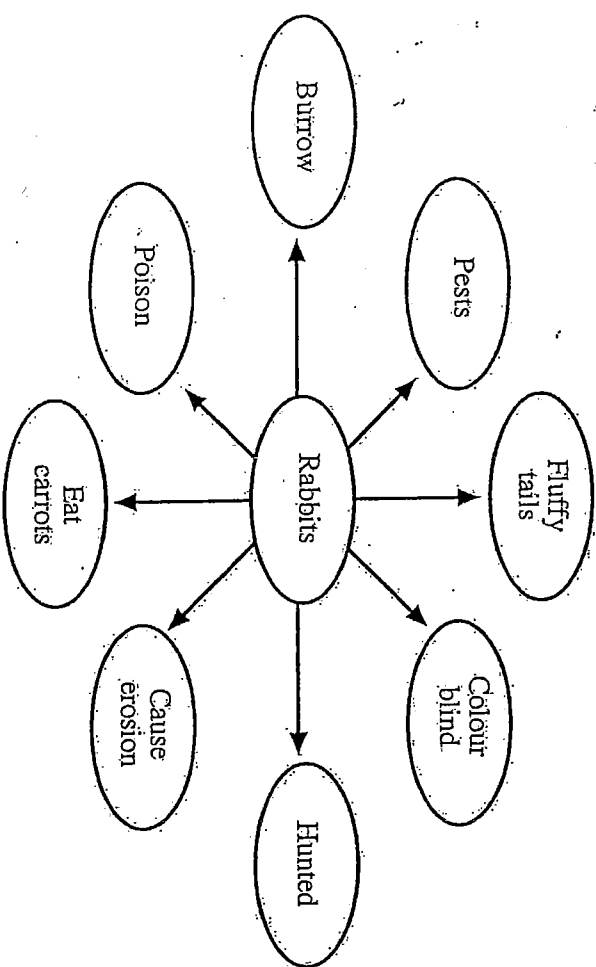 Fluffy
tails
Pests
Colour
blind
Burrow
Rabbits
Hunted
Poison
Cause
erosion
Eat
carrots